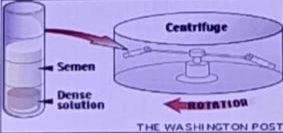 Centrifuge
Semen
Dense
solution
ROTATION
THE WASHINGTON POST